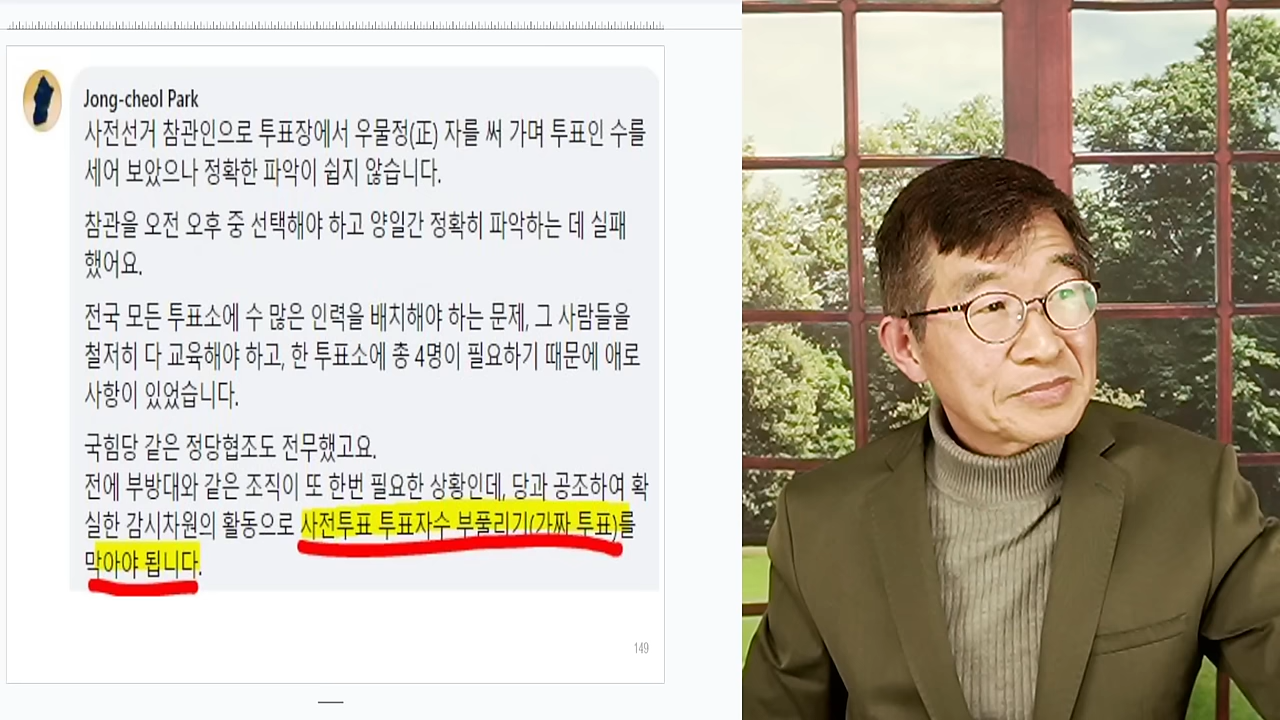 Jong-cheol Park
사전선거 참관인으로 투표장에서 우물정(正) 자를 써 가며 투표인 수를
세어 보았으나 정확한 파악이 쉽지 않습니다.
참관을 오전 오후 중 선택해야 하고 양일간 정확히 파악하는 데 실패
했어요.
전국 모든 투표소에 수 많은 인력을 배치해야 하는 문제, 그 사람들을
철저히 다 교육해야 하고, 한 투표소에 총 4명이 필요하기 때문에 애로
사항이 있었습니다.
국힘당 같은 정당협조도 전무했고요.
전에 부방대와 같은 조직이 또 한번 필요한 상황인데, 당과 공조하여 확
실한 감시차원의 활동으로 사전투표 투표자수 부풀리기(가짜 투표)를
막아야 됩니다.
149